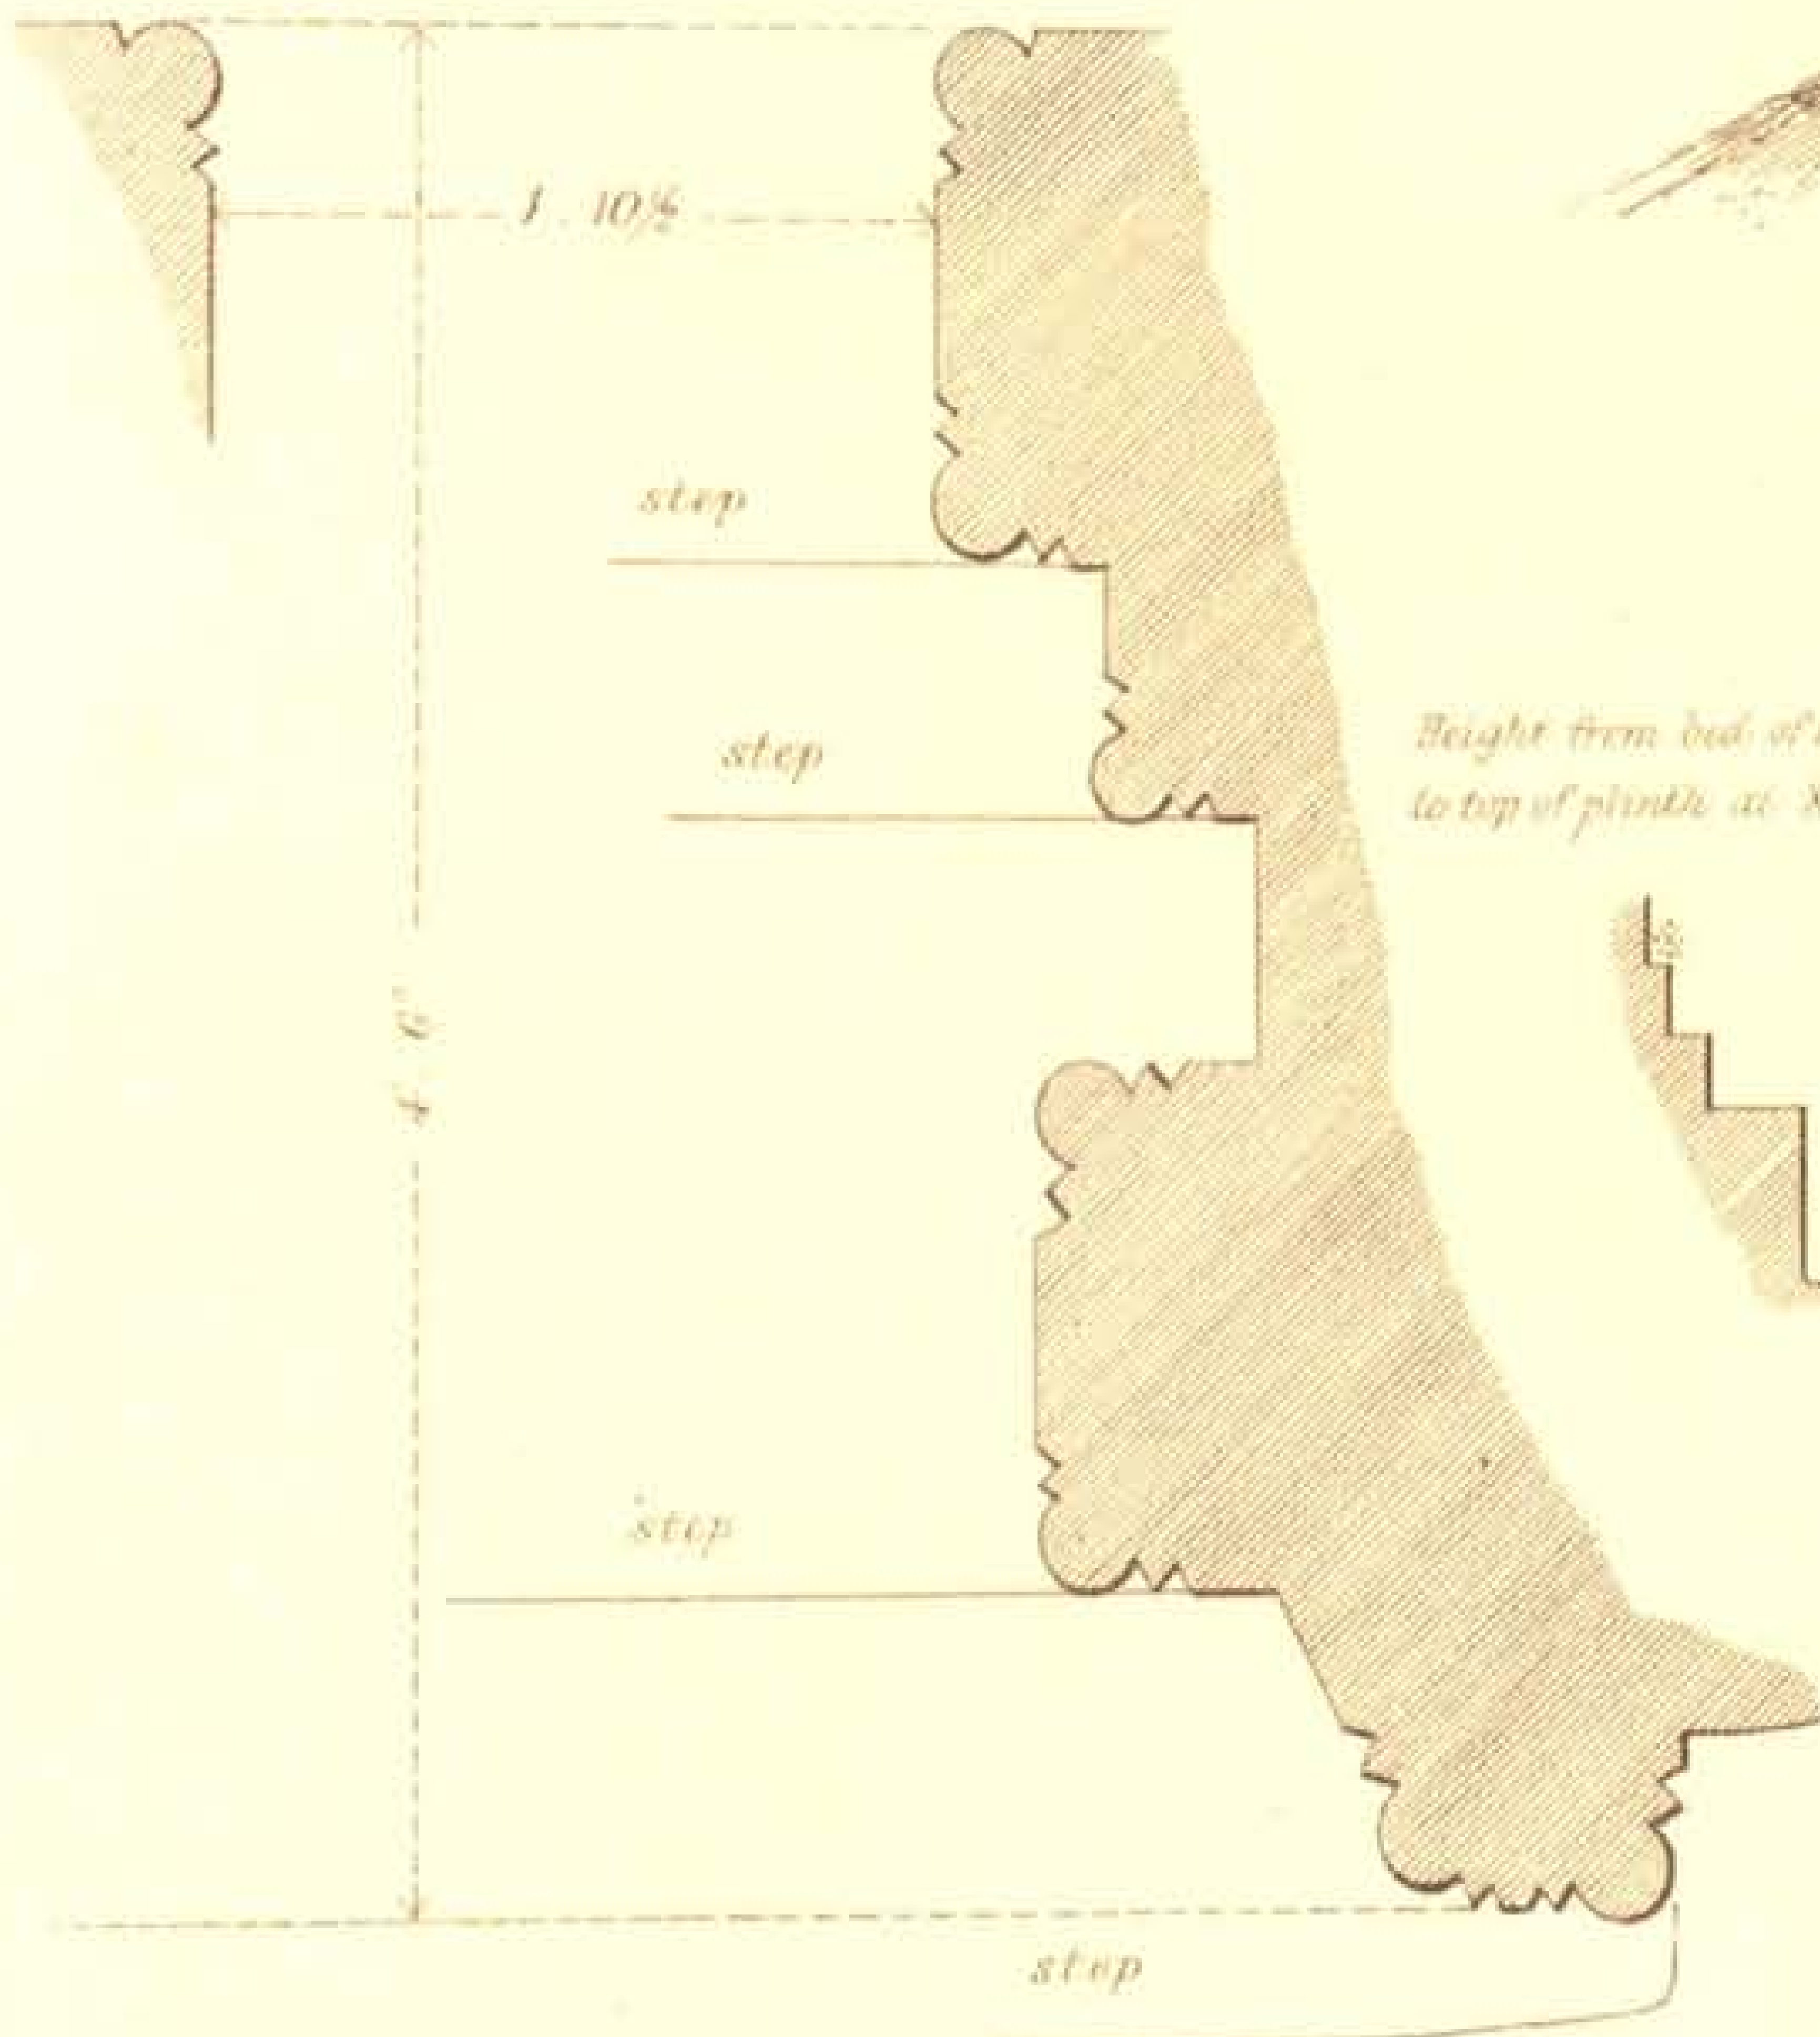 1 . 10½
step
step
Height from bed of
to top of plinth at
4 6"
step
step